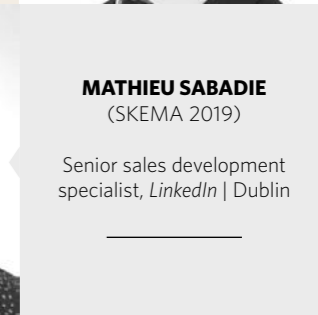 MATHIEU SABADIE
(SKEMA 2019)
Senior sales development
specialist, LinkedIn | Dublin